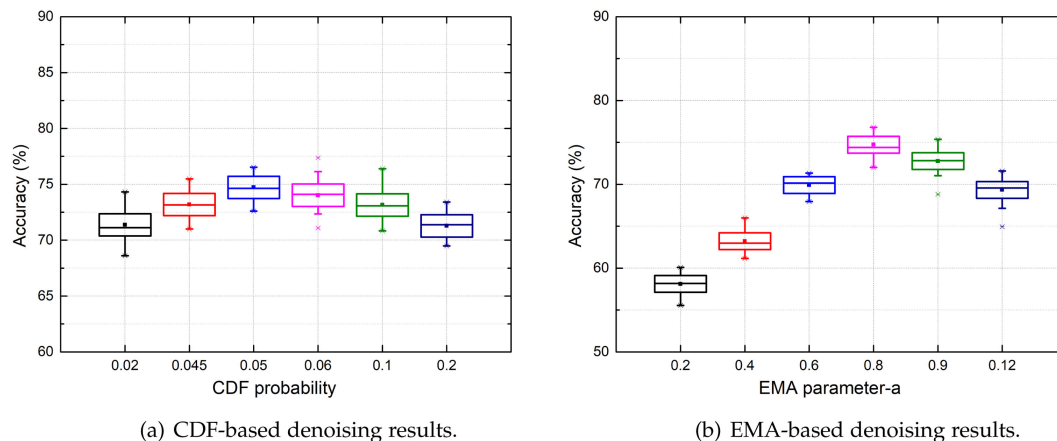 90
85
80
75
70
65
60
Accuracy (%)
0.02 0.045 0.05 0.06 0.1 0.2
CDF probability
(a) CDF-based denoising results.
90
80
70
60
50
Accuracy (%)
0.2 0.4 0.6 0.8 0.9 0.12
EMA parameter-a
(b) EMA-based denoising results.